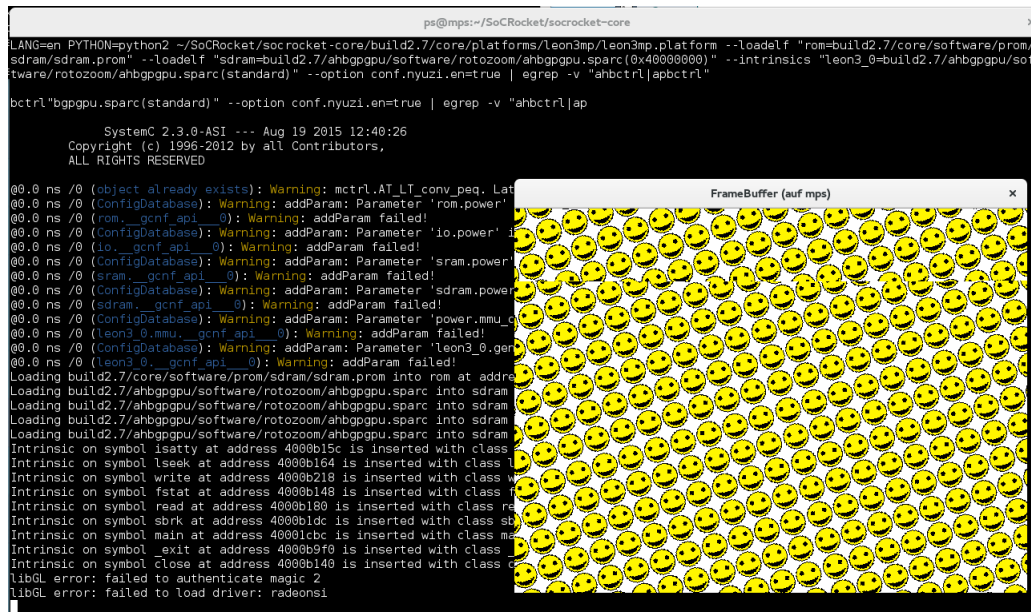 ps@mps:~/SoCRocket/socrocket-core
LANG=en PYTHON=python2 ~/SoCRocket/socrocket-core/build2.7/core/platforms/leon3mp/leon3mp.platform --loadelf "rom=build2.7/core/software/prom/
sdram/sdram.prom" --loadelf "sdram=build2.7/ahbgpgpu/software/rotozoom/ahbgpgpu.sparc(0x40000000)" --intrinsics "leon3_0=build2.7/ahbgpgpu/sof
tware/rotozoom/ahbgpgpu.sparc(standard)" --option conf.nyuzi.en=true | egrep -v "ahbctrl|apbctrl"
bctrl"bgpgpu.sparc(standard)" --option conf.nyuzi.en=true | egrep -v "ahbctrl|ap
SystemC 2.3.0-ASI --- Aug 19 2015 12:40:26
Copyright (c) 1996-2012 by all Contributors,
ALL RIGHTS RESERVED
@0.0 ns /0 (object already exists): Warning: mctrl.AT_LT_conv_peq. Lat
@0.0 ns /0 (ConfigDatabase): Warning: addParam: Parameter 'rom.power'
@0.0 ns /0 (rom.__gcnf_api__0): Warning: addParam failed!
@0.0 ns /0 (ConfigDatabase): Warning: addParam: Parameter 'io.power' i
@0.0 ns /0 (io.__gcnf_api__0): Warning: addParam failed!
@0.0 ns /0 (ConfigDatabase): Warning: addParam: Parameter 'sram.power'
@0.0 ns /0 (sram.__gcnf_api__0): Warning: addParam failed!
@0.0 ns /0 (ConfigDatabase): Warning: addParam: Parameter 'sdram.power
@0.0 ns /0 (sdram.__gcnf_api__0): Warning: addParam failed!
@0.0 ns /0 (ConfigDatabase): Warning: addParam: Parameter 'power.mmu_c
@0.0 ns /0 (leon3_0.mmu.__gcnf_api__0): Warning: addParam failed!
@0.0 ns /0 (ConfigDatabase): Warning: addParam: Parameter 'leon3_0.gen
@0.0 ns /0 (leon3_0.__gcnf_api__0): Warning: addParam failed!
Loading build2.7/core/software/prom/sdram/sdram.prom into rom at addre
Loading build2.7/ahbgpgpu/software/rotozoom/ahbgpgpu.sparc into sdram
Loading build2.7/ahbgpgpu/software/rotozoom/ahbgpgpu.sparc into sdram
Loading build2.7/ahbgpgpu/software/rotozoom/ahbgpgpu.sparc into sdram
Loading build2.7/ahbgpgpu/software/rotozoom/ahbgpgpu.sparc into sdram
Intrinsic on symbol isatty at address 4000b15c is inserted with class
Intrinsic on symbol lseek at address 4000b164 is inserted with class l
Intrinsic on symbol write at address 4000b218 is inserted with class w
Intrinsic on symbol fstat at address 4000b148 is inserted with class f
Intrinsic on symbol read at address 4000b180 is inserted with class re
Intrinsic on symbol sbrk at address 4000b1dc is inserted with class sb
Intrinsic on symbol main at address 40001cbc is inserted with class ma
Intrinsic on symbol _exit at address 4000b9f0 is inserted with class _
Intrinsic on symbol close at address 4000b140 is inserted with class c
libGL error: failed to authenticate magic 2
libGL error: failed to load driver: radeonsi
FrameBuffer (auf mps)